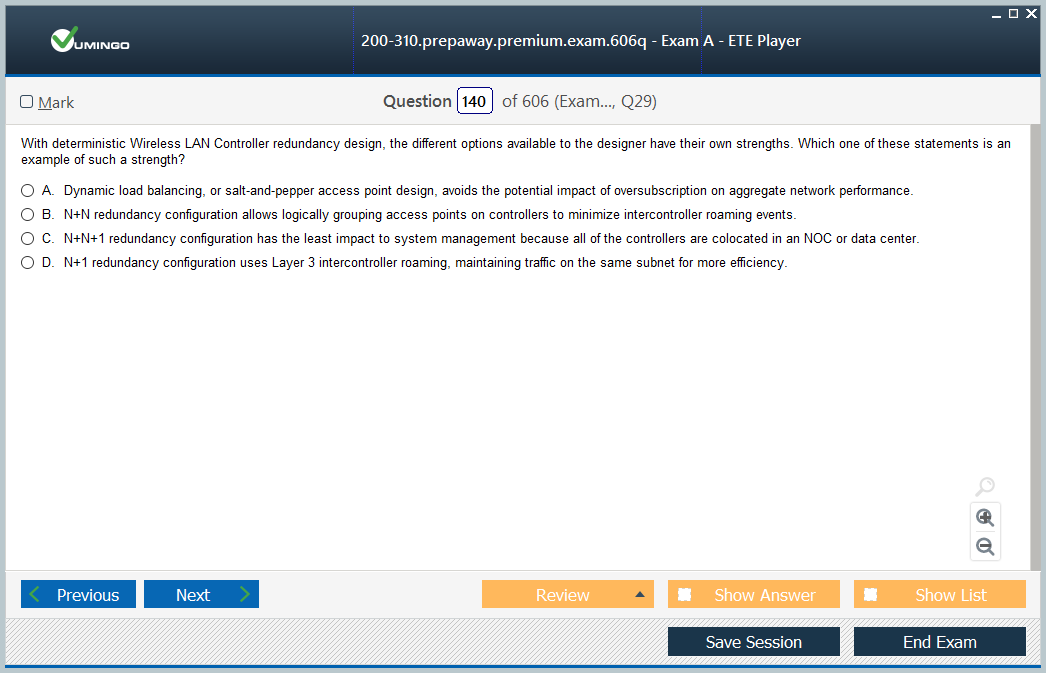 UMINGO
200-310.prepaway.premium.exam.606q - Exam A - ETE Player
Mark
Question 140 of 606 (Exam..., Q29)
With deterministic Wireless LAN Controller redundancy design, the different options available to the designer have their own strengths. Which one of these statements is an
example of such a strength?
A. Dynamic load balancing, or salt-and-pepper access point design, avoids the potential impact of oversubscription on aggregate network performance.
B. N+N redundancy configuration allows logically grouping access points on controllers to minimize intercontroller roaming events.
C. N+N+1 redundancy configuration has the least impact to system management because all of the controllers are colocated in an NOC or data center.
D. N+1 redundancy configuration uses Layer 3 intercontroller roaming, maintaining traffic on the same subnet for more efficiency.
Previous Next Review Show Answer Show List
Save Session End Exam